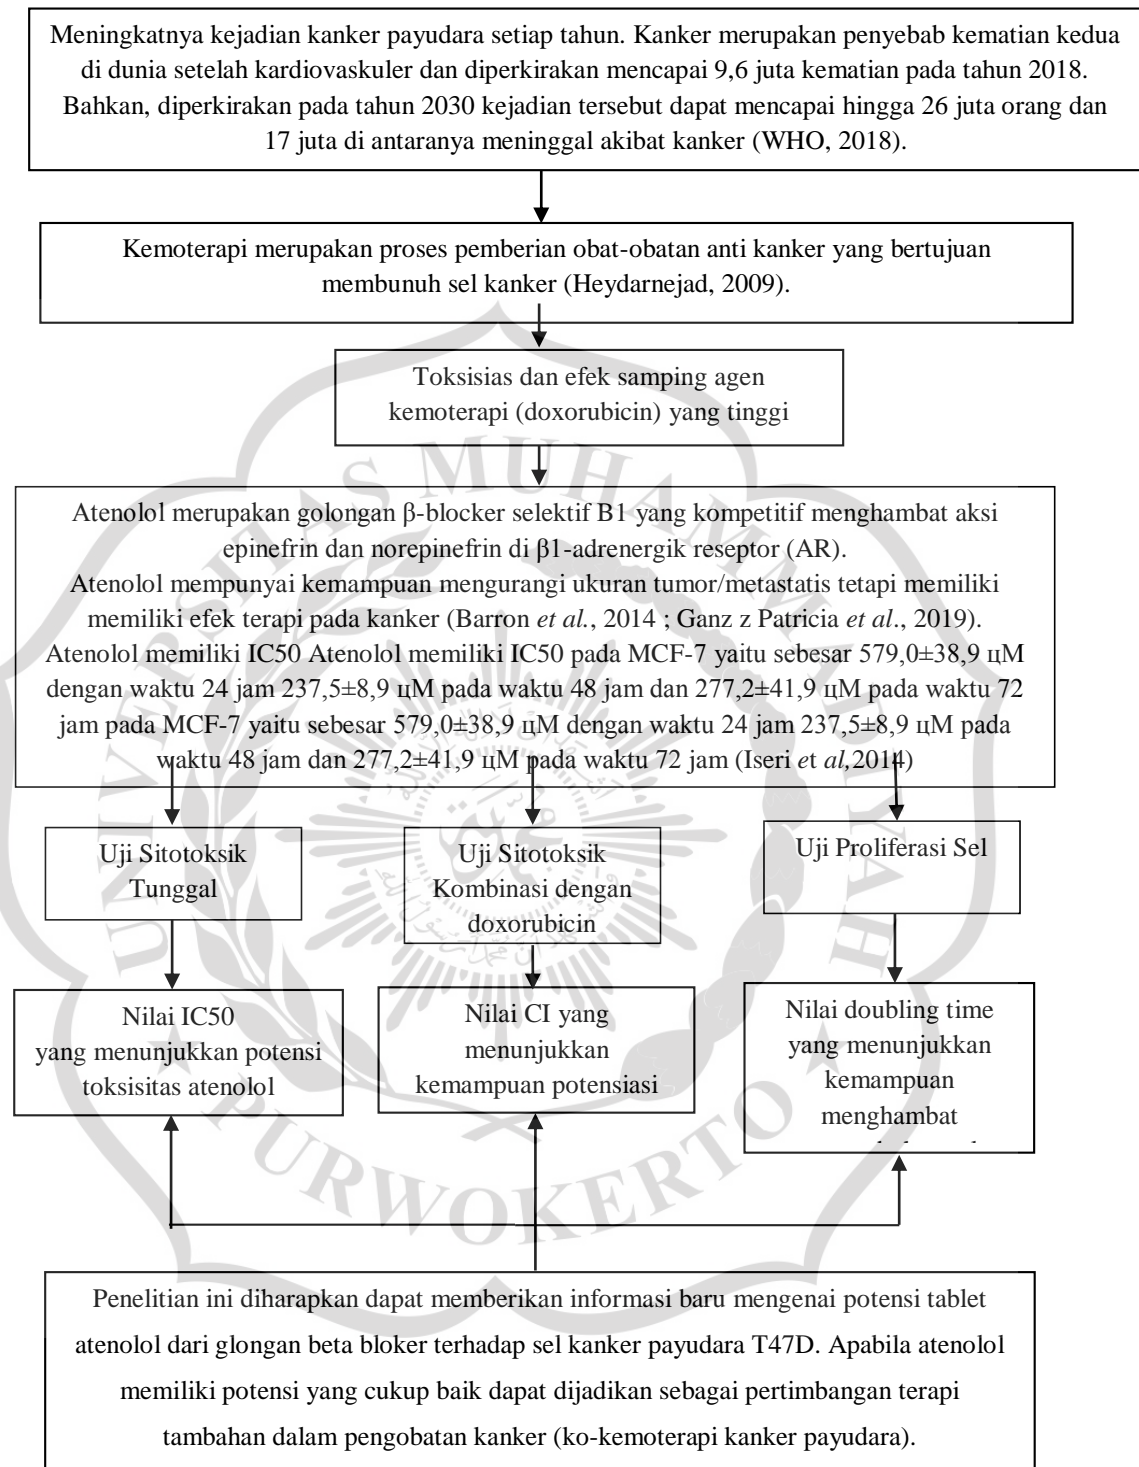 Meningkatnya kejadian kanker payudara setiap tahun. Kanker merupakan penyebab kematian kedua
di dunia setelah kardiovaskuler dan diperkirakan mencapai 9,6 juta kematian pada tahun 2018.
Bahkan, diperkirakan pada tahun 2030 kejadian tersebut dapat mencapai hingga 26 juta orang dan
17 juta di antaranya meninggal akibat kanker (WHO, 2018).
Kemoterapi merupakan proses pemberian obat-obatan anti kanker yang bertujuan
membunuh sel kanker (Heydarnejad, 2009).
Toksisias dan efek samping agen
kemoterapi (doxorubicin) yang tinggi
Atenolol merupakan golongan β-blocker selektif B1 yang kompetitif menghambat aksi
epinefrin dan norepinefrin di β1-adrenergik reseptor (AR).
Atenolol mempunyai kemampuan mengurangi ukuran tumor/metastatis tetapi memiliki
memiliki efek terapi pada kanker (Barron et al., 2014 ; Ganz z Patricia et al., 2019).
Atenolol memiliki IC50 Atenolol memiliki IC50 pada MCF-7 yaitu sebesar 579,0±38,9 цM
dengan waktu 24 jam 237,5±8,9 цM pada waktu 48 jam dan 277,2±41,9 цM pada waktu 72
jam pada MCF-7 yaitu sebesar 579,0±38,9 цM dengan waktu 24 jam 237,5±8,9 цM pada
waktu 48 jam dan 277,2±41,9 цM pada waktu 72 jam (Iseri et al,2014)
Uji Sitotoksik
Tunggal
Uji Sitotoksik
Kombinasi dengan
doxorubicin
Uji Proliferasi Sel
Nilai IC50
yang menunjukkan potensi
toksisitas atenolol
Nilai CI yang
menunjukkan
kemampuan potensiasi
Nilai doubling time
yang menunjukkan
kemampuan
menghambat
Penelitian ini diharapkan dapat memberikan informasi baru mengenai potensi tablet
atenolol dari glongan beta bloker terhadap sel kanker payudara T47D. Apabila atenolol
memiliki potensi yang cukup baik dapat dijadikan sebagai pertimbangan terapi
tambahan dalam pengobatan kanker (ko-kemoterapi kanker payudara).
UNIVERSITAS MUHAMMADIYAH
PURWOKERTO